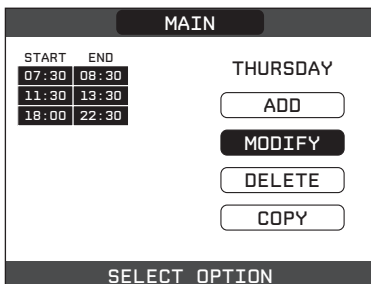 MAIN
START END
07:30 08:30
11:30 13:30
18:00 22:30
THURSDAY
ADD
MODIFY
DELETE
COPY
SELECT OPTION